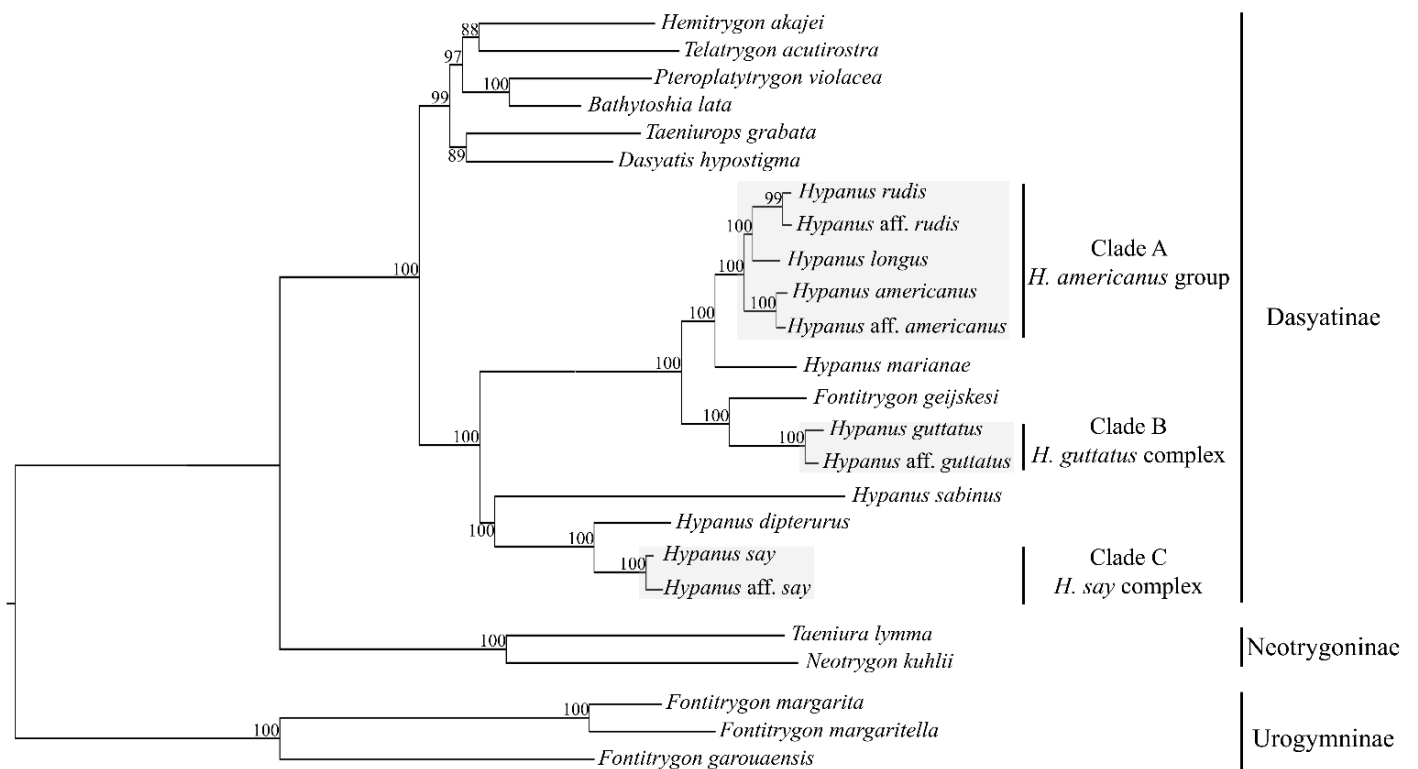 Hemitrygon akajei
88
Telatrygon acutirostra
97
Pteroplatytrygon violacea
100
Bathytoshia lata
99
Taeniurops grabata
89
Dasyatis hypostigma
Hypanus rudis
99
Hypanus aff. rudis
100
Hypanus longus
100
Hypanus americanus
100
Hypanus aff. americanus
Clade A
H. americanus group
100
Dasyatinae
100
Hypanus marianae
100
Fontitrygon geijskesi
100
Hypanus guttatus
100
Hypanus aff. guttatus
Clade B
H. guttatus complex
100
Hypanus sabinus
100
Hypanus dipterurus
100
Hypanus say
100
Hypanus aff. say
Clade C
H. say complex
Taeniura lymma
100
Neotrygon kuhlii
Neotrygoninae
Fontitrygon margarita
100
Fontitrygon margaritella
100
Fontitrygon garouaensis
Urogymninae